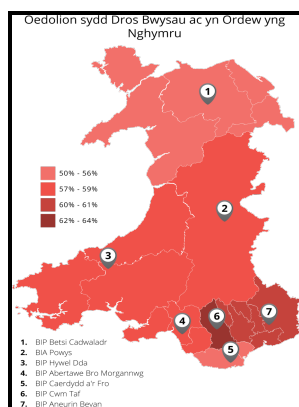 Oedolion sydd Dros Bwysau ac yn Ordew yng
Nghymru
1
50% - 56%
57% - 59%
60% - 61%
62% - 64%
2
3
4
6
7
5
1. BIP Betsi Cadwaladr
2. BIA Powys
3. BIP Hywel Dda
4. BIP Abertawe Bro Morgannwg
5. BIP Caerdydd a'r Fro
6. BIP Cwm Taf
7. BIP Aneurin Bevan